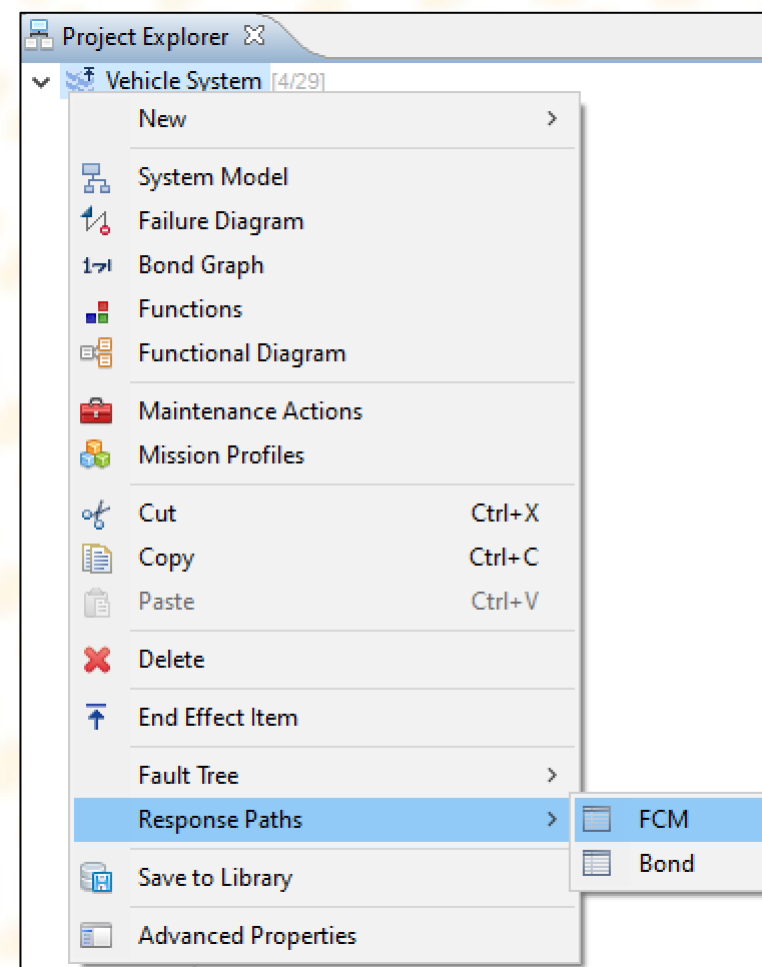 Project Explorer
Vehicle System [4/29]
New
System Model
Failure Diagram
Bond Graph
Functions
Functional Diagram
Maintenance Actions
Mission Profiles
Cut Ctrl+X
Copy Ctrl+C
Paste Ctrl+V
Delete
End Effect Item
Fault Tree
Response Paths FCM
Bond
Save to Library
Advanced Properties